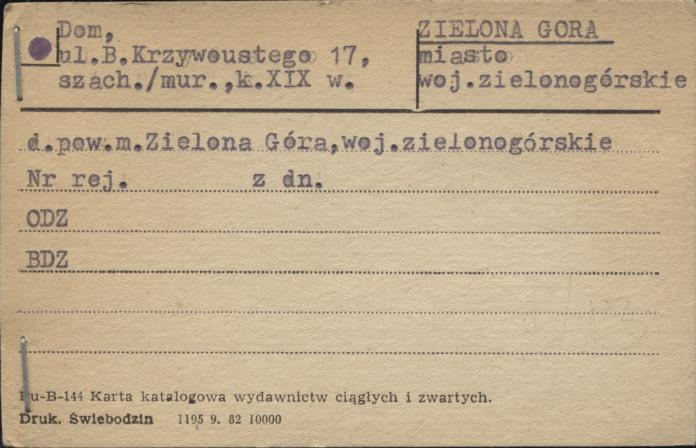 Dom,
ul.B.Krzywoustego 17,
szach./mur.,k.XIX w.
ZIELONA GORA
miasto
woj.zielonogórskie
d.pow.m.Zielona Góra,woj.zielonogórskie
Nr rej. z dn.
ODZ
BDZ
Pu-B-144 Karta katalogowa wydawnictw ciągłych i zwartych.
Druk. Świebodzin 1195 9. 82 10000